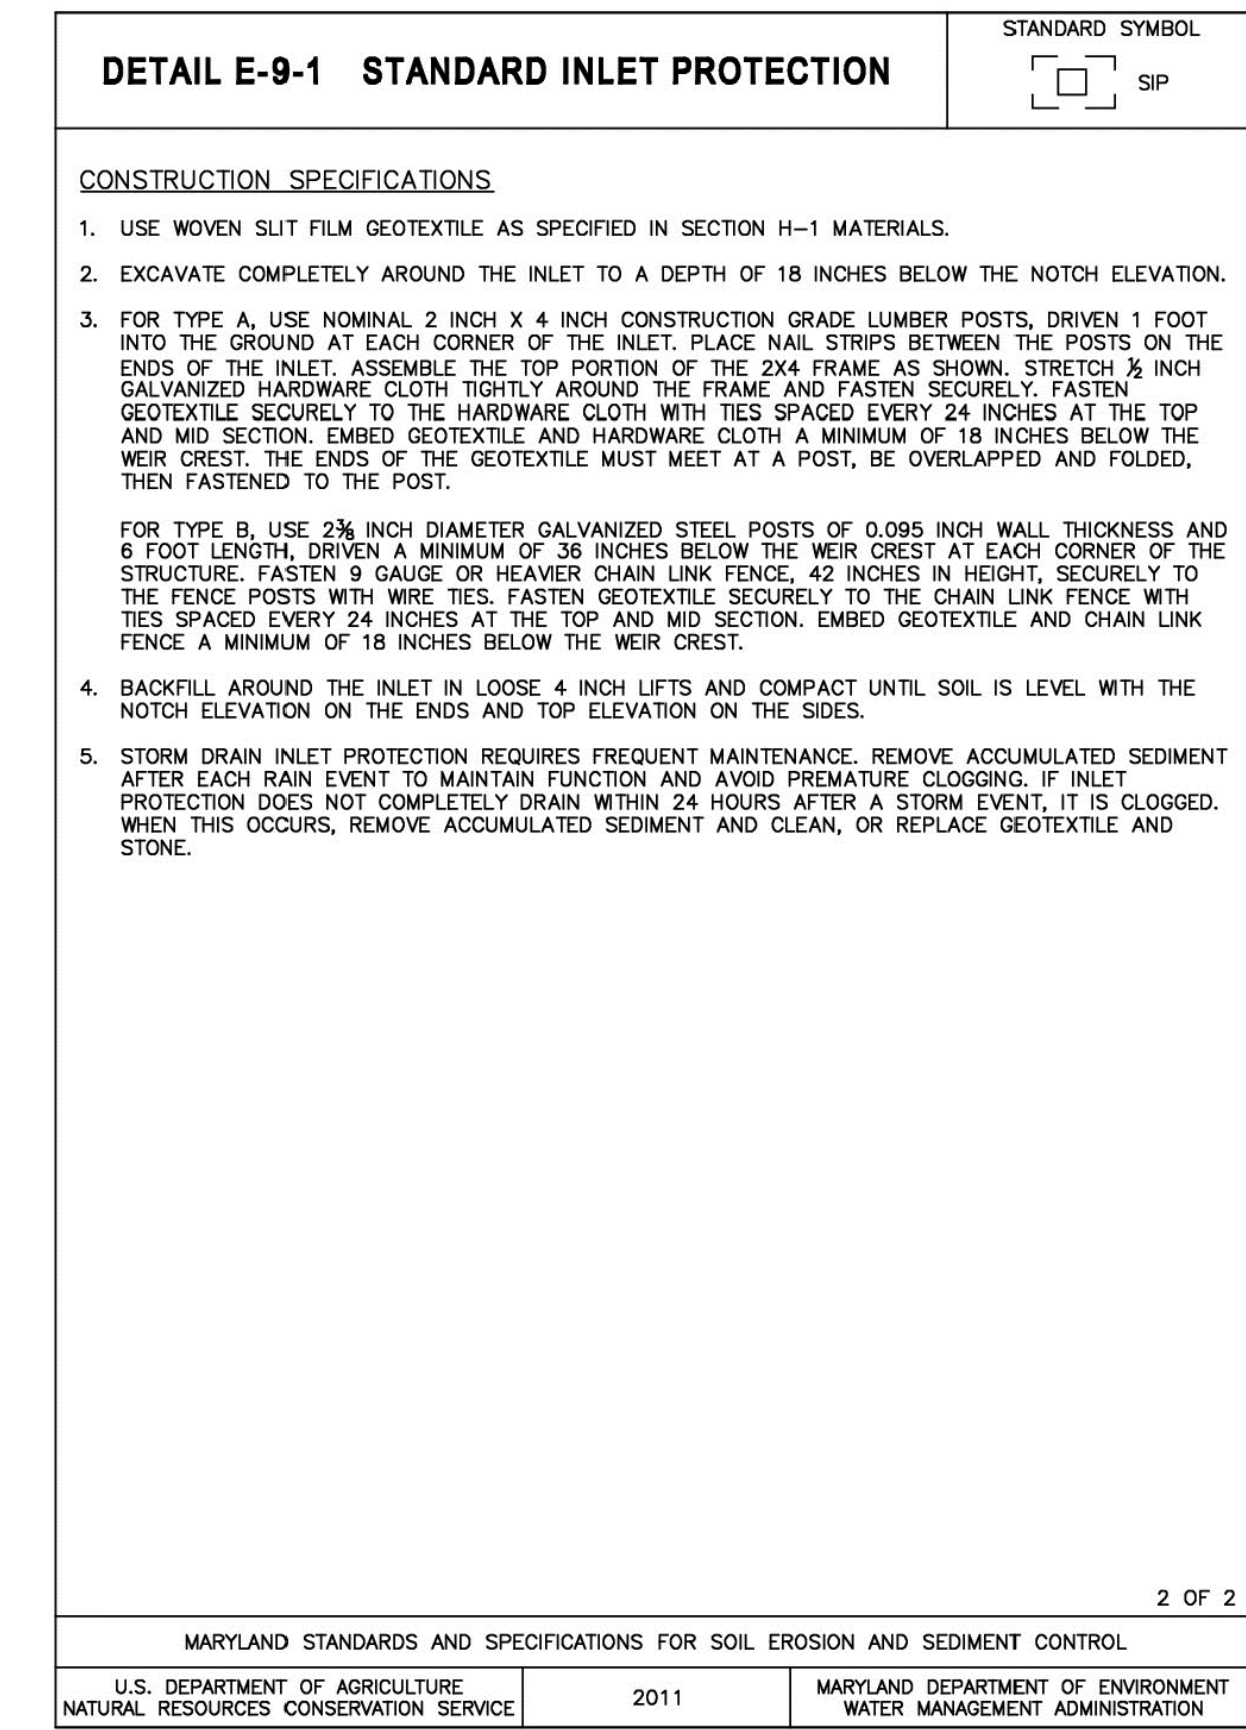 DETAIL E-9-1 STANDARD INLET PROTECTION
STANDARD SYMBOL
SIP
CONSTRUCTION SPECIFICATIONS
1. USE WOVEN SLIT FILM GEOTEXTILE AS SPECIFIED IN SECTION H-1 MATERIALS.
2. EXCAVATE COMPLETELY AROUND THE INLET TO A DEPTH OF 18 INCHES BELOW THE NOTCH ELEVATION.
3. FOR TYPE A, USE NOMINAL 2 INCH X 4 INCH CONSTRUCTION GRADE LUMBER POSTS, DRIVEN 1 FOOT
INTO THE GROUND AT EACH CORNER OF THE INLET. PLACE NAIL STRIPS BETWEEN THE POSTS ON THE
ENDS OF THE INLET. ASSEMBLE THE TOP PORTION OF THE 2X4 FRAME AS SHOWN. STRETCH ½ INCH
GALVANIZED HARDWARE CLOTH TIGHTLY AROUND THE FRAME AND FASTEN SECURELY. FASTEN
GEOTEXTILE SECURELY TO THE HARDWARE CLOTH WITH TIES SPACED EVERY 24 INCHES AT THE TOP
AND MID SECTION. EMBED GEOTEXTILE AND HARDWARE CLOTH A MINIMUM OF 18 INCHES BELOW THE
WEIR CREST. THE ENDS OF THE GEOTEXTILE MUST MEET AT A POST, BE OVERLAPPED AND FOLDED,
THEN FASTENED TO THE POST.
FOR TYPE B, USE 2⅜ INCH DIAMETER GALVANIZED STEEL POSTS OF 0.095 INCH WALL THICKNESS AND
6 FOOT LENGTH, DRIVEN A MINIMUM OF 36 INCHES BELOW THE WEIR CREST AT EACH CORNER OF THE
STRUCTURE. FASTEN 9 GAUGE OR HEAVIER CHAIN LINK FENCE, 42 INCHES IN HEIGHT, SECURELY TO
THE FENCE POSTS WITH WIRE TIES. FASTEN GEOTEXTILE SECURELY TO THE CHAIN LINK FENCE WITH
TIES SPACED EVERY 24 INCHES AT THE TOP AND MID SECTION. EMBED GEOTEXTILE AND CHAIN LINK
FENCE A MINIMUM OF 18 INCHES BELOW THE WEIR CREST.
4. BACKFILL AROUND THE INLET IN LOOSE 4 INCH LIFTS AND COMPACT UNTIL SOIL IS LEVEL WITH THE
NOTCH ELEVATION ON THE ENDS AND TOP ELEVATION ON THE SIDES.
5. STORM DRAIN INLET PROTECTION REQUIRES FREQUENT MAINTENANCE. REMOVE ACCUMULATED SEDIMENT
AFTER EACH RAIN EVENT TO MAINTAIN FUNCTION AND AVOID PREMATURE CLOGGING. IF INLET
PROTECTION DOES NOT COMPLETELY DRAIN WITHIN 24 HOURS AFTER A STORM EVENT, IT IS CLOGGED.
WHEN THIS OCCURS, REMOVE ACCUMULATED SEDIMENT AND CLEAN, OR REPLACE GEOTEXTILE AND
STONE.
2 OF 2
MARYLAND STANDARDS AND SPECIFICATIONS FOR SOIL EROSION AND SEDIMENT CONTROL
U.S. DEPARTMENT OF AGRICULTURE
NATURAL RESOURCES CONSERVATION SERVICE
2011
MARYLAND DEPARTMENT OF ENVIRONMENT
WATER MANAGEMENT ADMINISTRATION